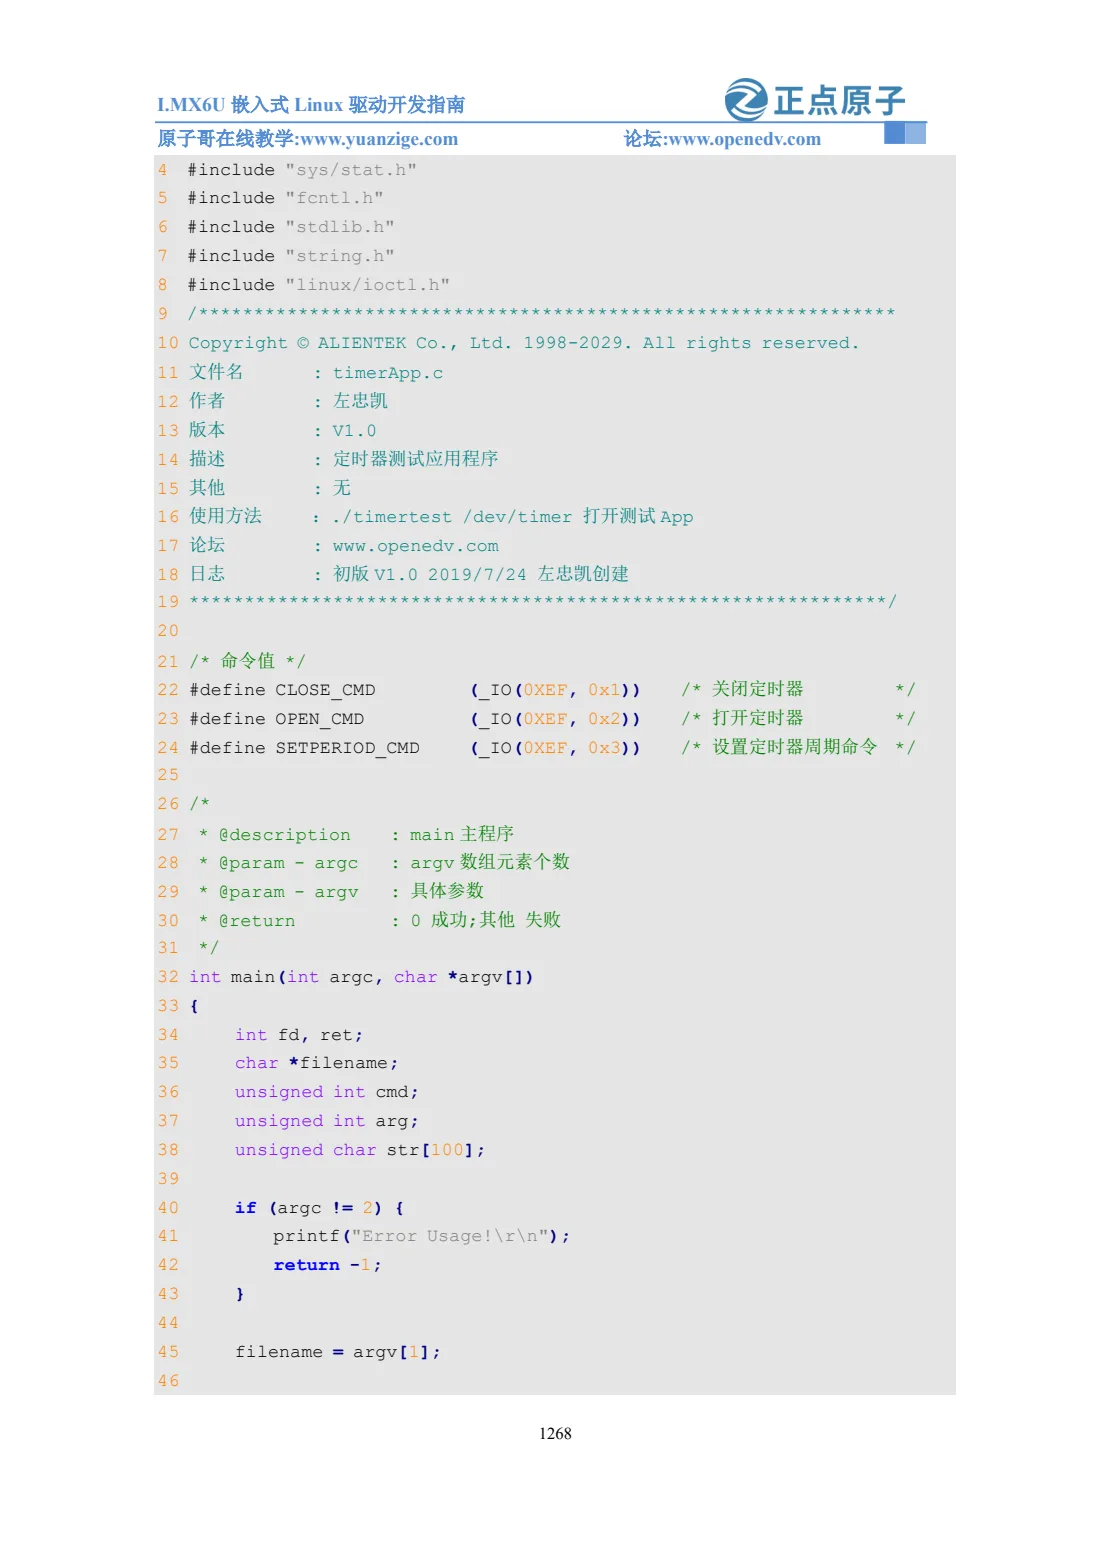 I.MX6U 嵌入式 Linux 驱动开发指南
正点原子
原子哥在线教学:www.yuanzige.com 论坛:www.openedv.com
4 #include "sys/stat.h"
5 #include "fcntl.h"
6 #include "stdlib.h"
7 #include "string.h"
8 #include "linux/ioctl.h"
9 /***************************************************************
10 Copyright © ALIENTEK Co., Ltd. 1998-2029. All rights reserved.
11 文件名 : timerApp.c
12 作者 : 左忠凯
13 版本 : V1.0
14 描述 : 定时器测试应用程序
15 其他 : 无
16 使用方法 : ./timertest /dev/timer 打开测试 App
17 论坛 : www.openedv.com
18 日志 : 初版 V1.0 2019/7/24 左忠凯创建
19 ***************************************************************/
20
21 /* 命令值 */
22 #define CLOSE_CMD (_IO(0XEF, 0x1)) /* 关闭定时器 */
23 #define OPEN_CMD (_IO(0XEF, 0x2)) /* 打开定时器 */
24 #define SETPERIOD_CMD (_IO(0XEF, 0x3)) /* 设置定时器周期命令 */
25
26 /*
27 * @description : main 主程序
28 * @param - argc : argv 数组元素个数
29 * @param - argv : 具体参数
30 * @return : 0 成功;其他 失败
31 */
32 int main(int argc, char *argv[])
33 {
34 int fd, ret;
35 char *filename;
36 unsigned int cmd;
37 unsigned int arg;
38 unsigned char str[100];
39
40 if (argc != 2) {
41 printf("Error Usage!\r\n");
42 return -1;
43 }
44
45 filename = argv[1];
46
1268